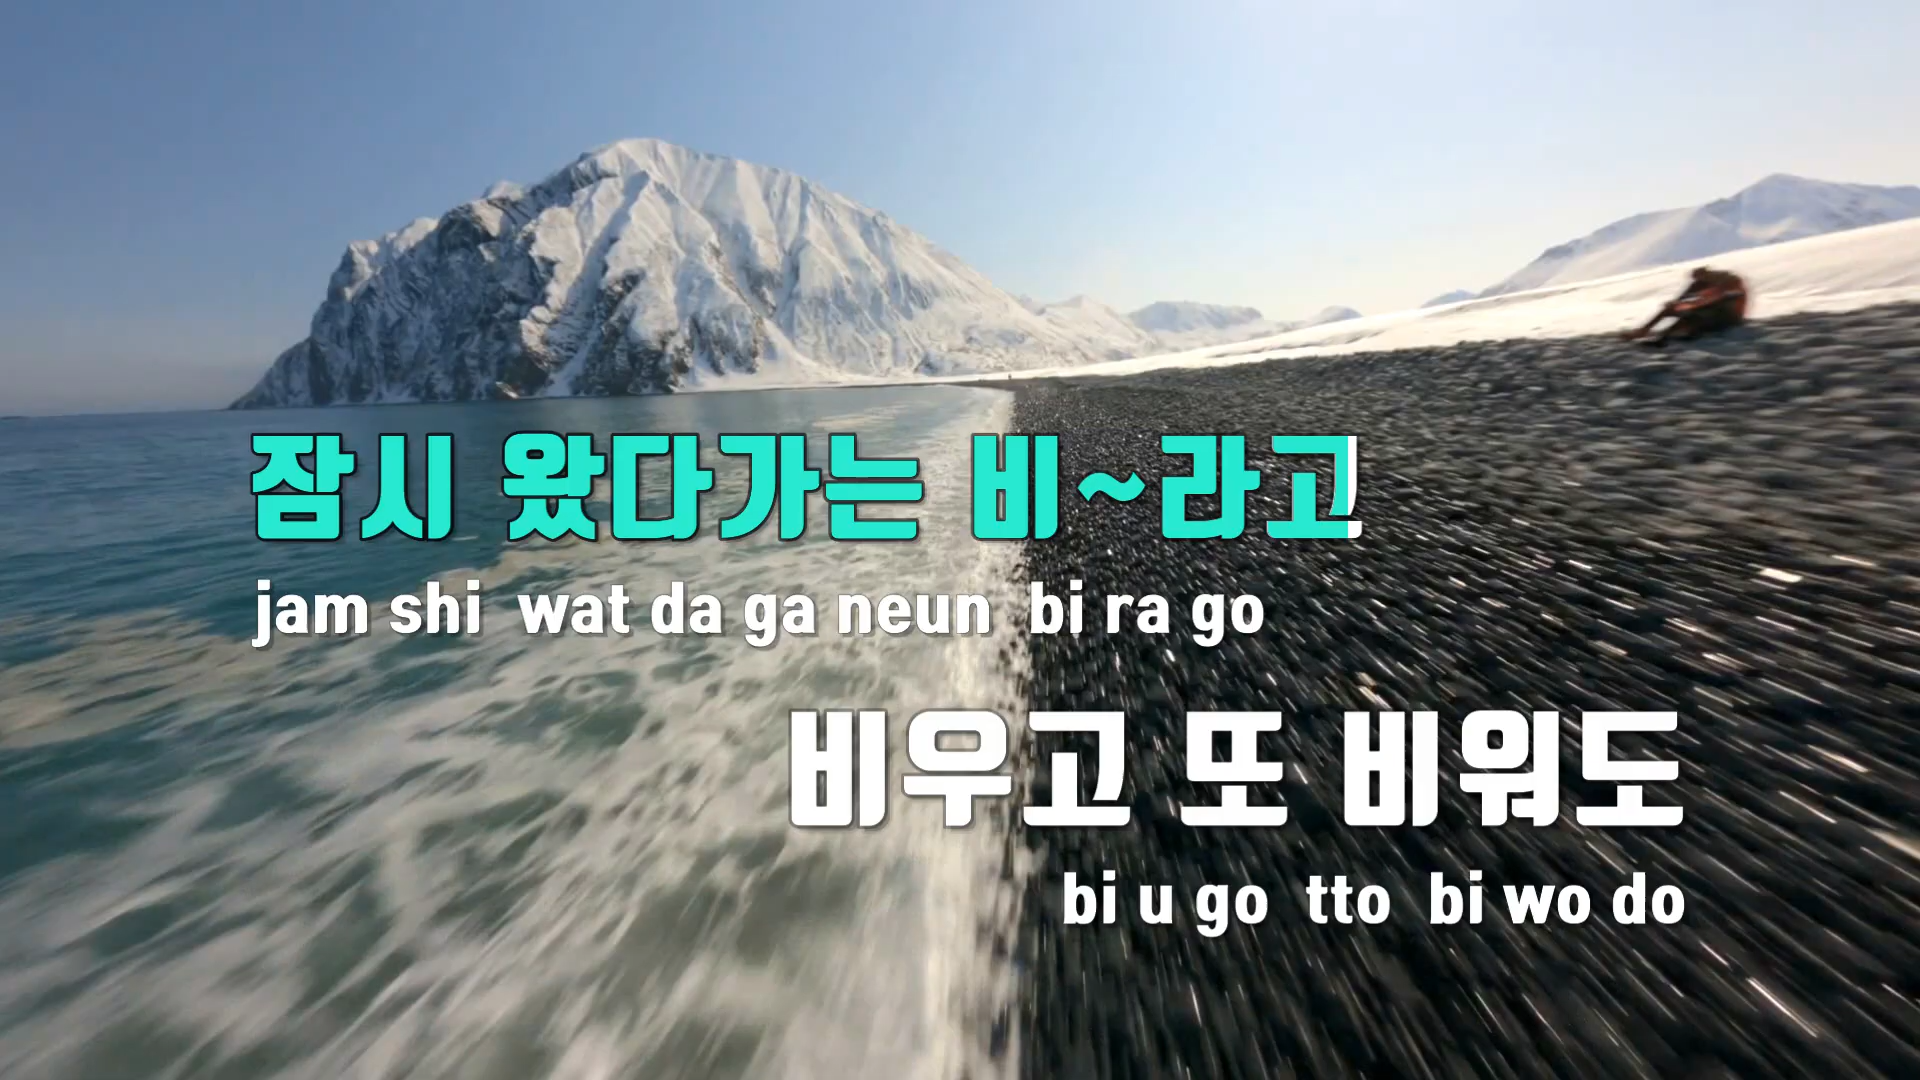 잠시 왔다가는 비~라고
jam shi wat da ga neun bi ra go
비우고 또 비워도
bi u go tto bi wo do